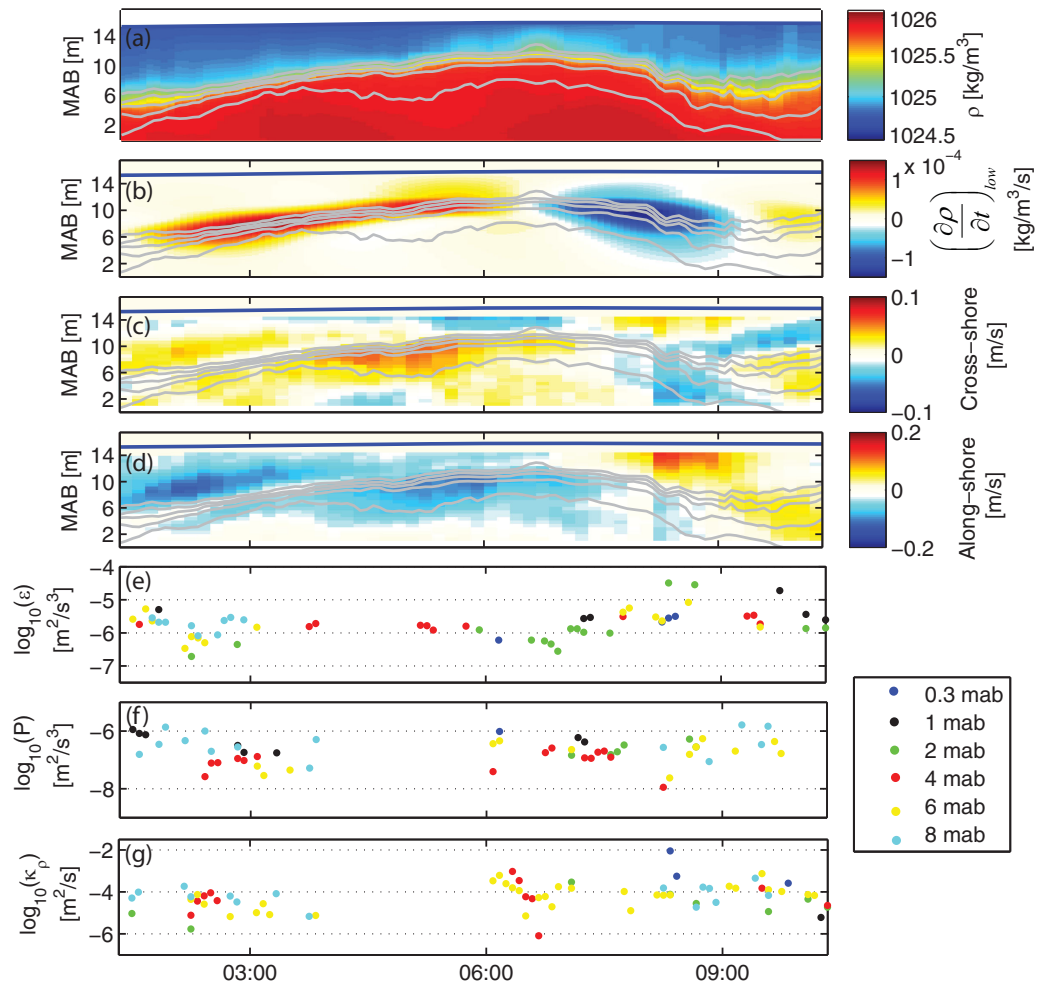 (a)
MAB [m]
14
10
6
2
1026
1025.5
1025
1024.5
ρ [kg/m³]
(b)
MAB [m]
14
10
6
2
x 10⁻⁴
1
0
−1
(∂ρ/∂t)low
[kg/m³/s]
(c)
MAB [m]
14
10
6
2
0.1
0
−0.1
Cross−shore
[m/s]
(d)
MAB [m]
14
10
6
2
0.2
0
−0.2
Along−shore
[m/s]
(e)
log₁₀(ε)
[m²/s³]
−4
−5
−6
−7
(f)
log₁₀(P)
[m²/s³]
−6
−8
0.3 mab
1 mab
2 mab
4 mab
6 mab
8 mab
(g)
log₁₀(κρ)
[m²/s]
−2
−4
−6
03:00 06:00 09:00